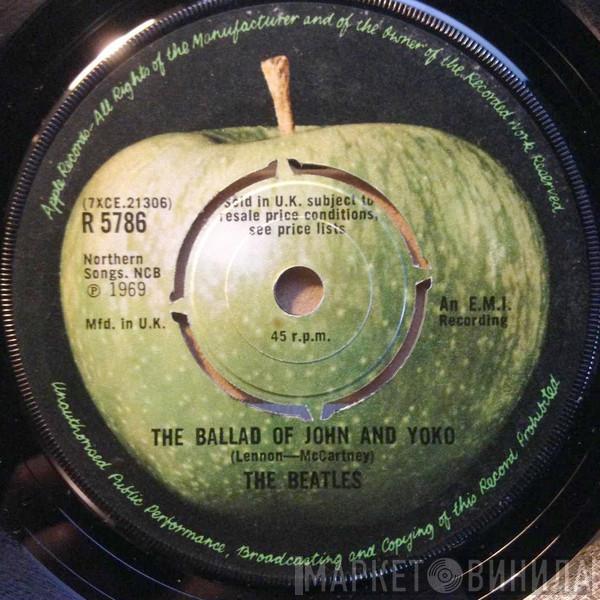 Apple Records—All Rights of the Manufacturer and of the Owner of the Recorded Work Reserved
(7XCE.21306)
R 5786
Sold in U.K. subject to
resale price conditions,
see price lists
Northern
Songs. NCB
℗ 1969
Mfd. in U.K.
An E.M.I.
Recording
45 r.p.m.
THE BALLAD OF JOHN AND YOKO
(Lennon—McCartney)
THE BEATLES
Unauthorised Public Performance, Broadcasting and Copying of this Record Prohibited
МАРКЕТ ВИНИЛА